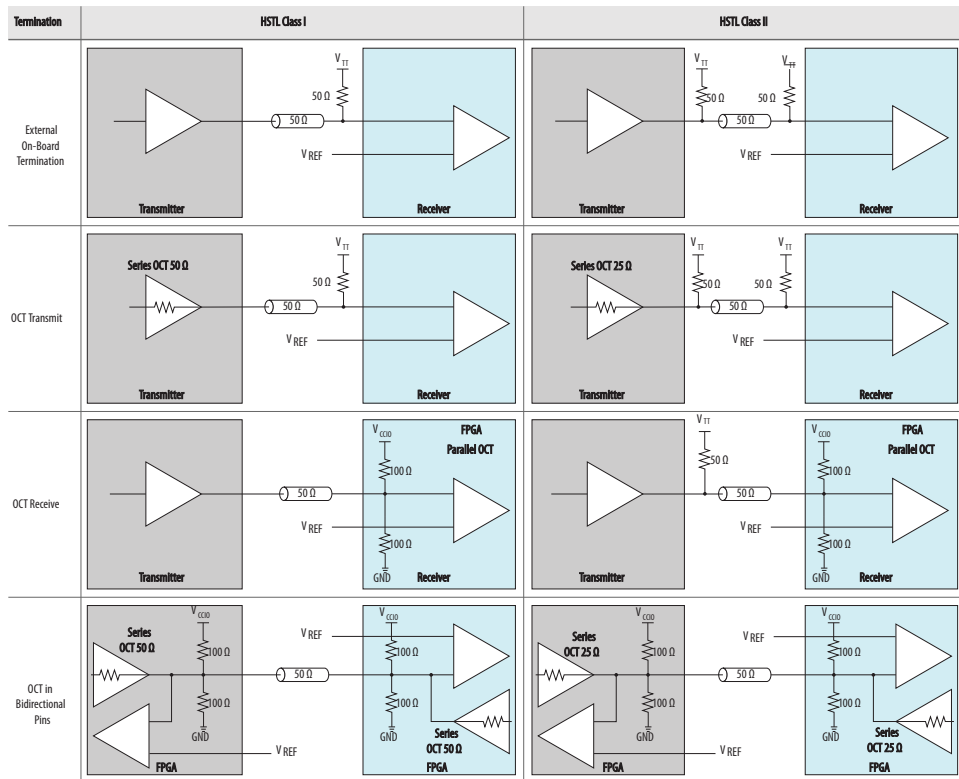 Termination HSTL Class I HSTL Class II
External
On-Board
Termination
V TT
50 Ω
50 Ω
V REF
Transmitter
Receiver
V TT
50 Ω
50 Ω
V TT
50 Ω
V REF
Transmitter
Receiver
OCT Transmit
Series OCT 50 Ω
V TT
50 Ω
50 Ω
V REF
Transmitter
Receiver
Series OCT 25 Ω
V TT
50 Ω
50 Ω
V TT
50 Ω
V REF
Transmitter
Receiver
OCT Receive
V CCIO
FPGA
Parallel OCT
100 Ω
50 Ω
V REF
100 Ω
GND
Transmitter
Receiver
V TT
50 Ω
V CCIO
FPGA
Parallel OCT
100 Ω
50 Ω
V REF
100 Ω
GND
Transmitter
Receiver
OCT in
Bidirectional
Pins
Series
OCT 50 Ω
V CCIO
100 Ω
100 Ω
GND
50 Ω
V REF
V CCIO
100 Ω
100 Ω
GND
Series
OCT 50 Ω
V REF
FPGA
FPGA
Series
OCT 25 Ω
V CCIO
100 Ω
100 Ω
GND
50 Ω
V REF
V CCIO
100 Ω
100 Ω
GND
Series
OCT 25 Ω
V REF
FPGA
FPGA